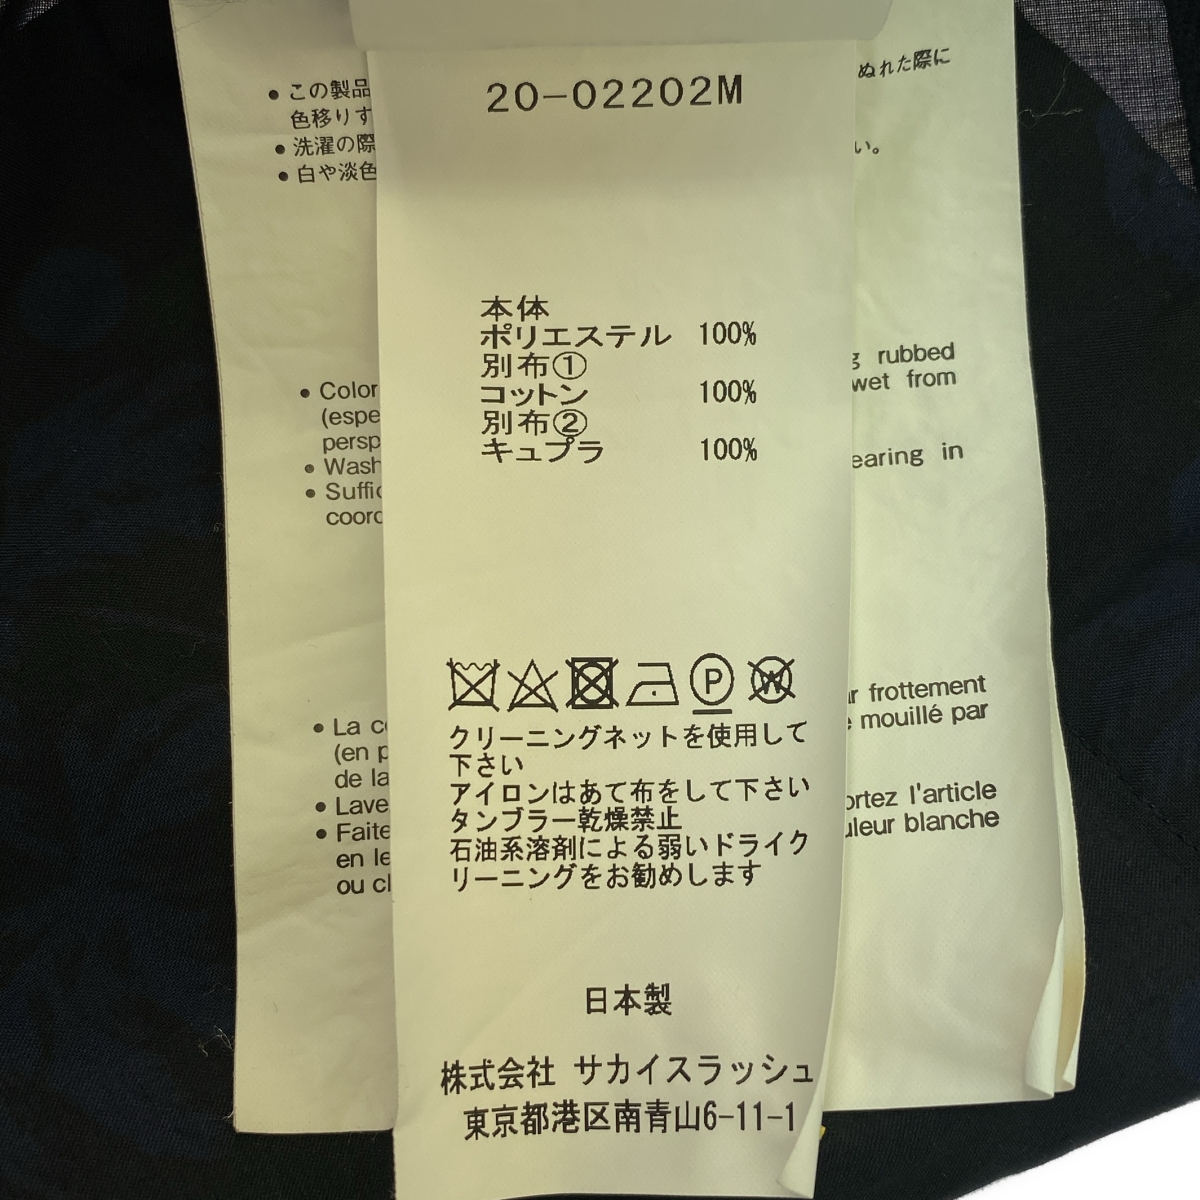 20-02202M
本体
ポリエステル 100%
別布①
コットン 100%
別布②
キュプラ 100%
P
W
クリーニングネットを使用して
下さい
アイロンはあて布をして下さい
タンブラー乾燥禁止
石油系溶剤による弱いドライク
リーニングをお勧めします
日本製
株式会社 サカイスラッシュ
東京都港区南青山6-11-1
• この製品
色移りす
• 洗濯の際
• 白や淡色
ぬれた際に
い。
• Color
(espe
persp
• Wash
• Suffic
coord
rubbed
wet from
earing in
• La c
(en p
de la
• Lave
• Faite
en le
ou cl
frottement
mouillé par
ortez l'article
uleur blanche